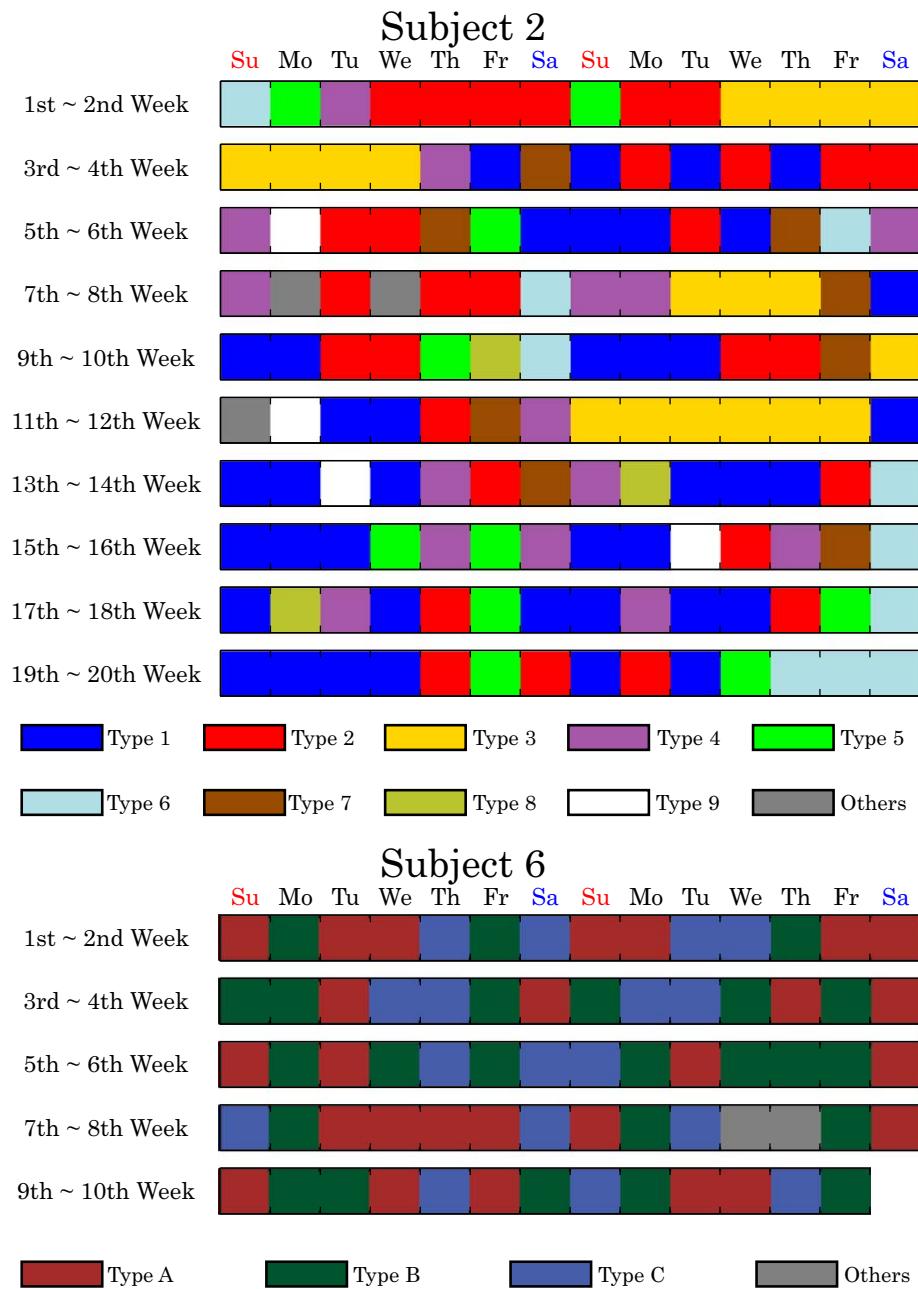 Subject 2
Su Mo Tu We Th Fr Sa Su Mo Tu We Th Fr Sa
1st ~ 2nd Week
3rd ~ 4th Week
5th ~ 6th Week
7th ~ 8th Week
9th ~ 10th Week
11th ~ 12th Week
13th ~ 14th Week
15th ~ 16th Week
17th ~ 18th Week
19th ~ 20th Week
Type 1 Type 2 Type 3 Type 4 Type 5
Type 6 Type 7 Type 8 Type 9 Others
Subject 6
Su Mo Tu We Th Fr Sa Su Mo Tu We Th Fr Sa
1st ~ 2nd Week
3rd ~ 4th Week
5th ~ 6th Week
7th ~ 8th Week
9th ~ 10th Week
Type A Type B Type C Others